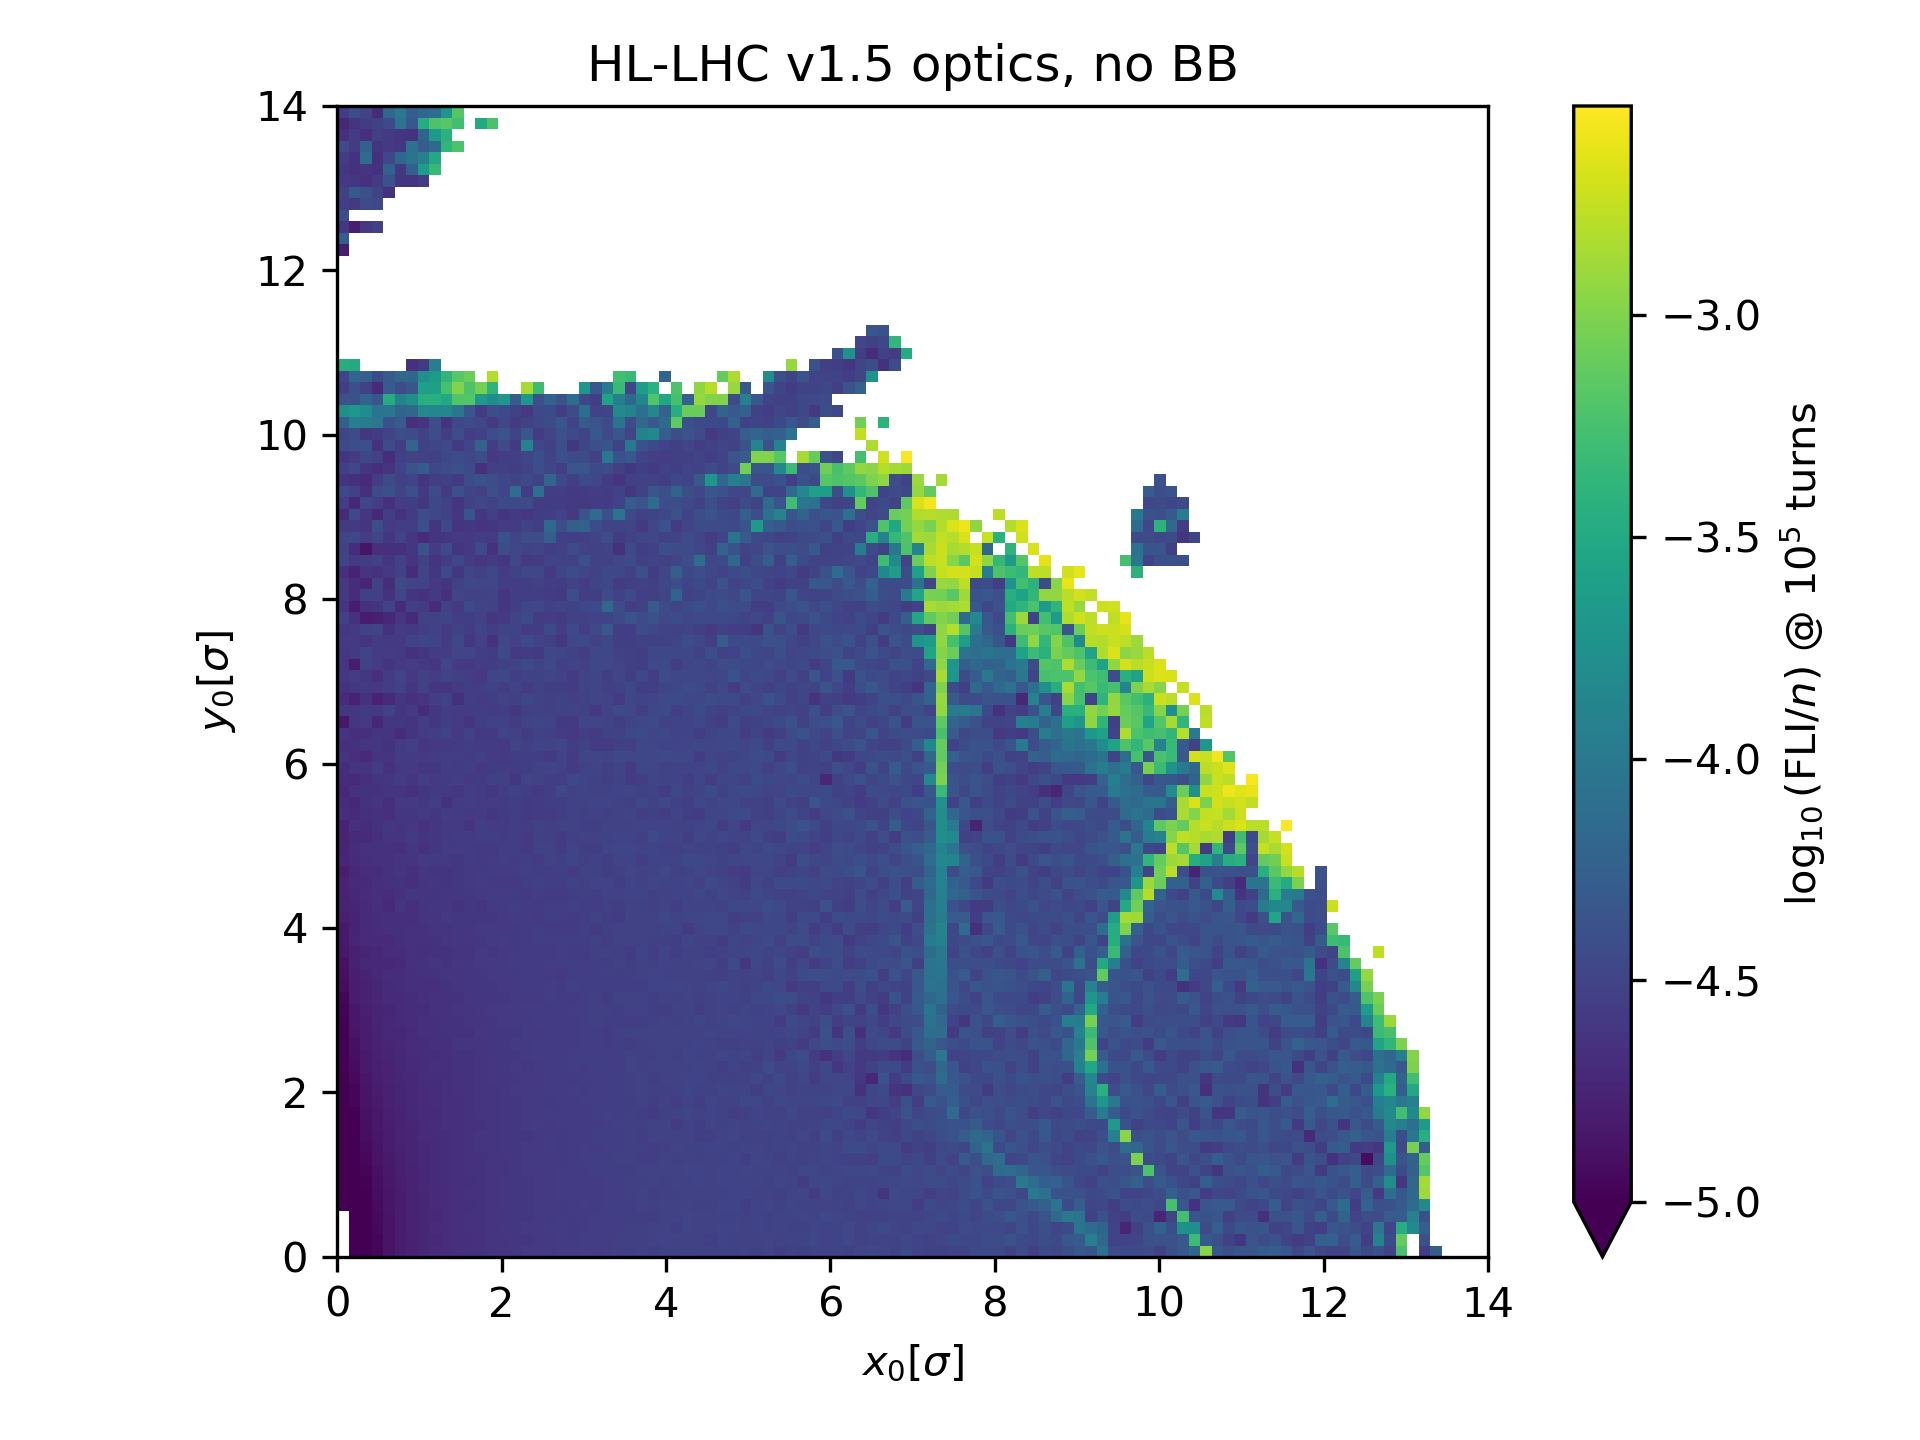 HL-LHC v1.5 optics, no BB
14
12
10
8
6
4
2
0
y₀[σ]
0 2 4 6 8 10 12 14
x₀[σ]
−3.0
−3.5
−4.0
−4.5
−5.0
log₁₀(FLI/n) @ 10⁵ turns